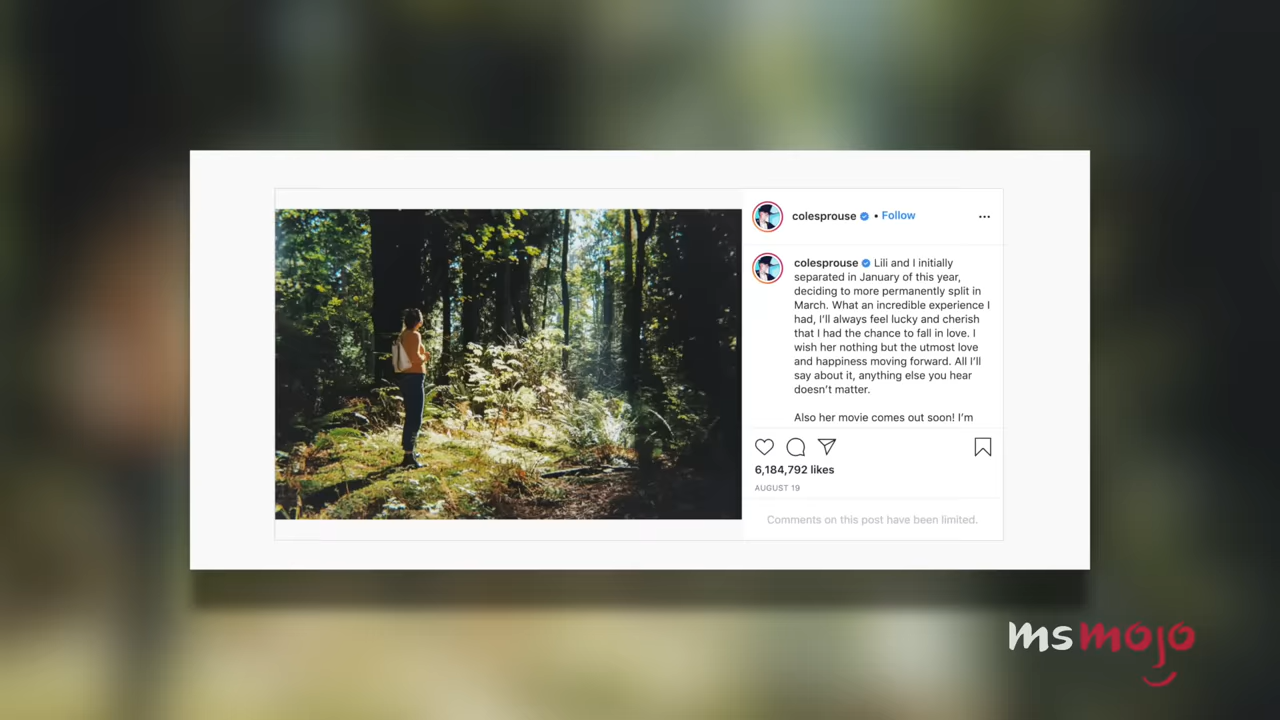 colesprouse • Follow
colesprouse Lili and I initially
separated in January of this year,
deciding to more permanently split in
March. What an incredible experience I
had, I'll always feel lucky and cherish
that I had the chance to fall in love. I
wish her nothing but the utmost love
and happiness moving forward. All I'll
say about it, anything else you hear
doesn't matter.
Also her movie comes out soon! I'm
6,184,792 likes
AUGUST 19
Comments on this post have been limited.
msmojo